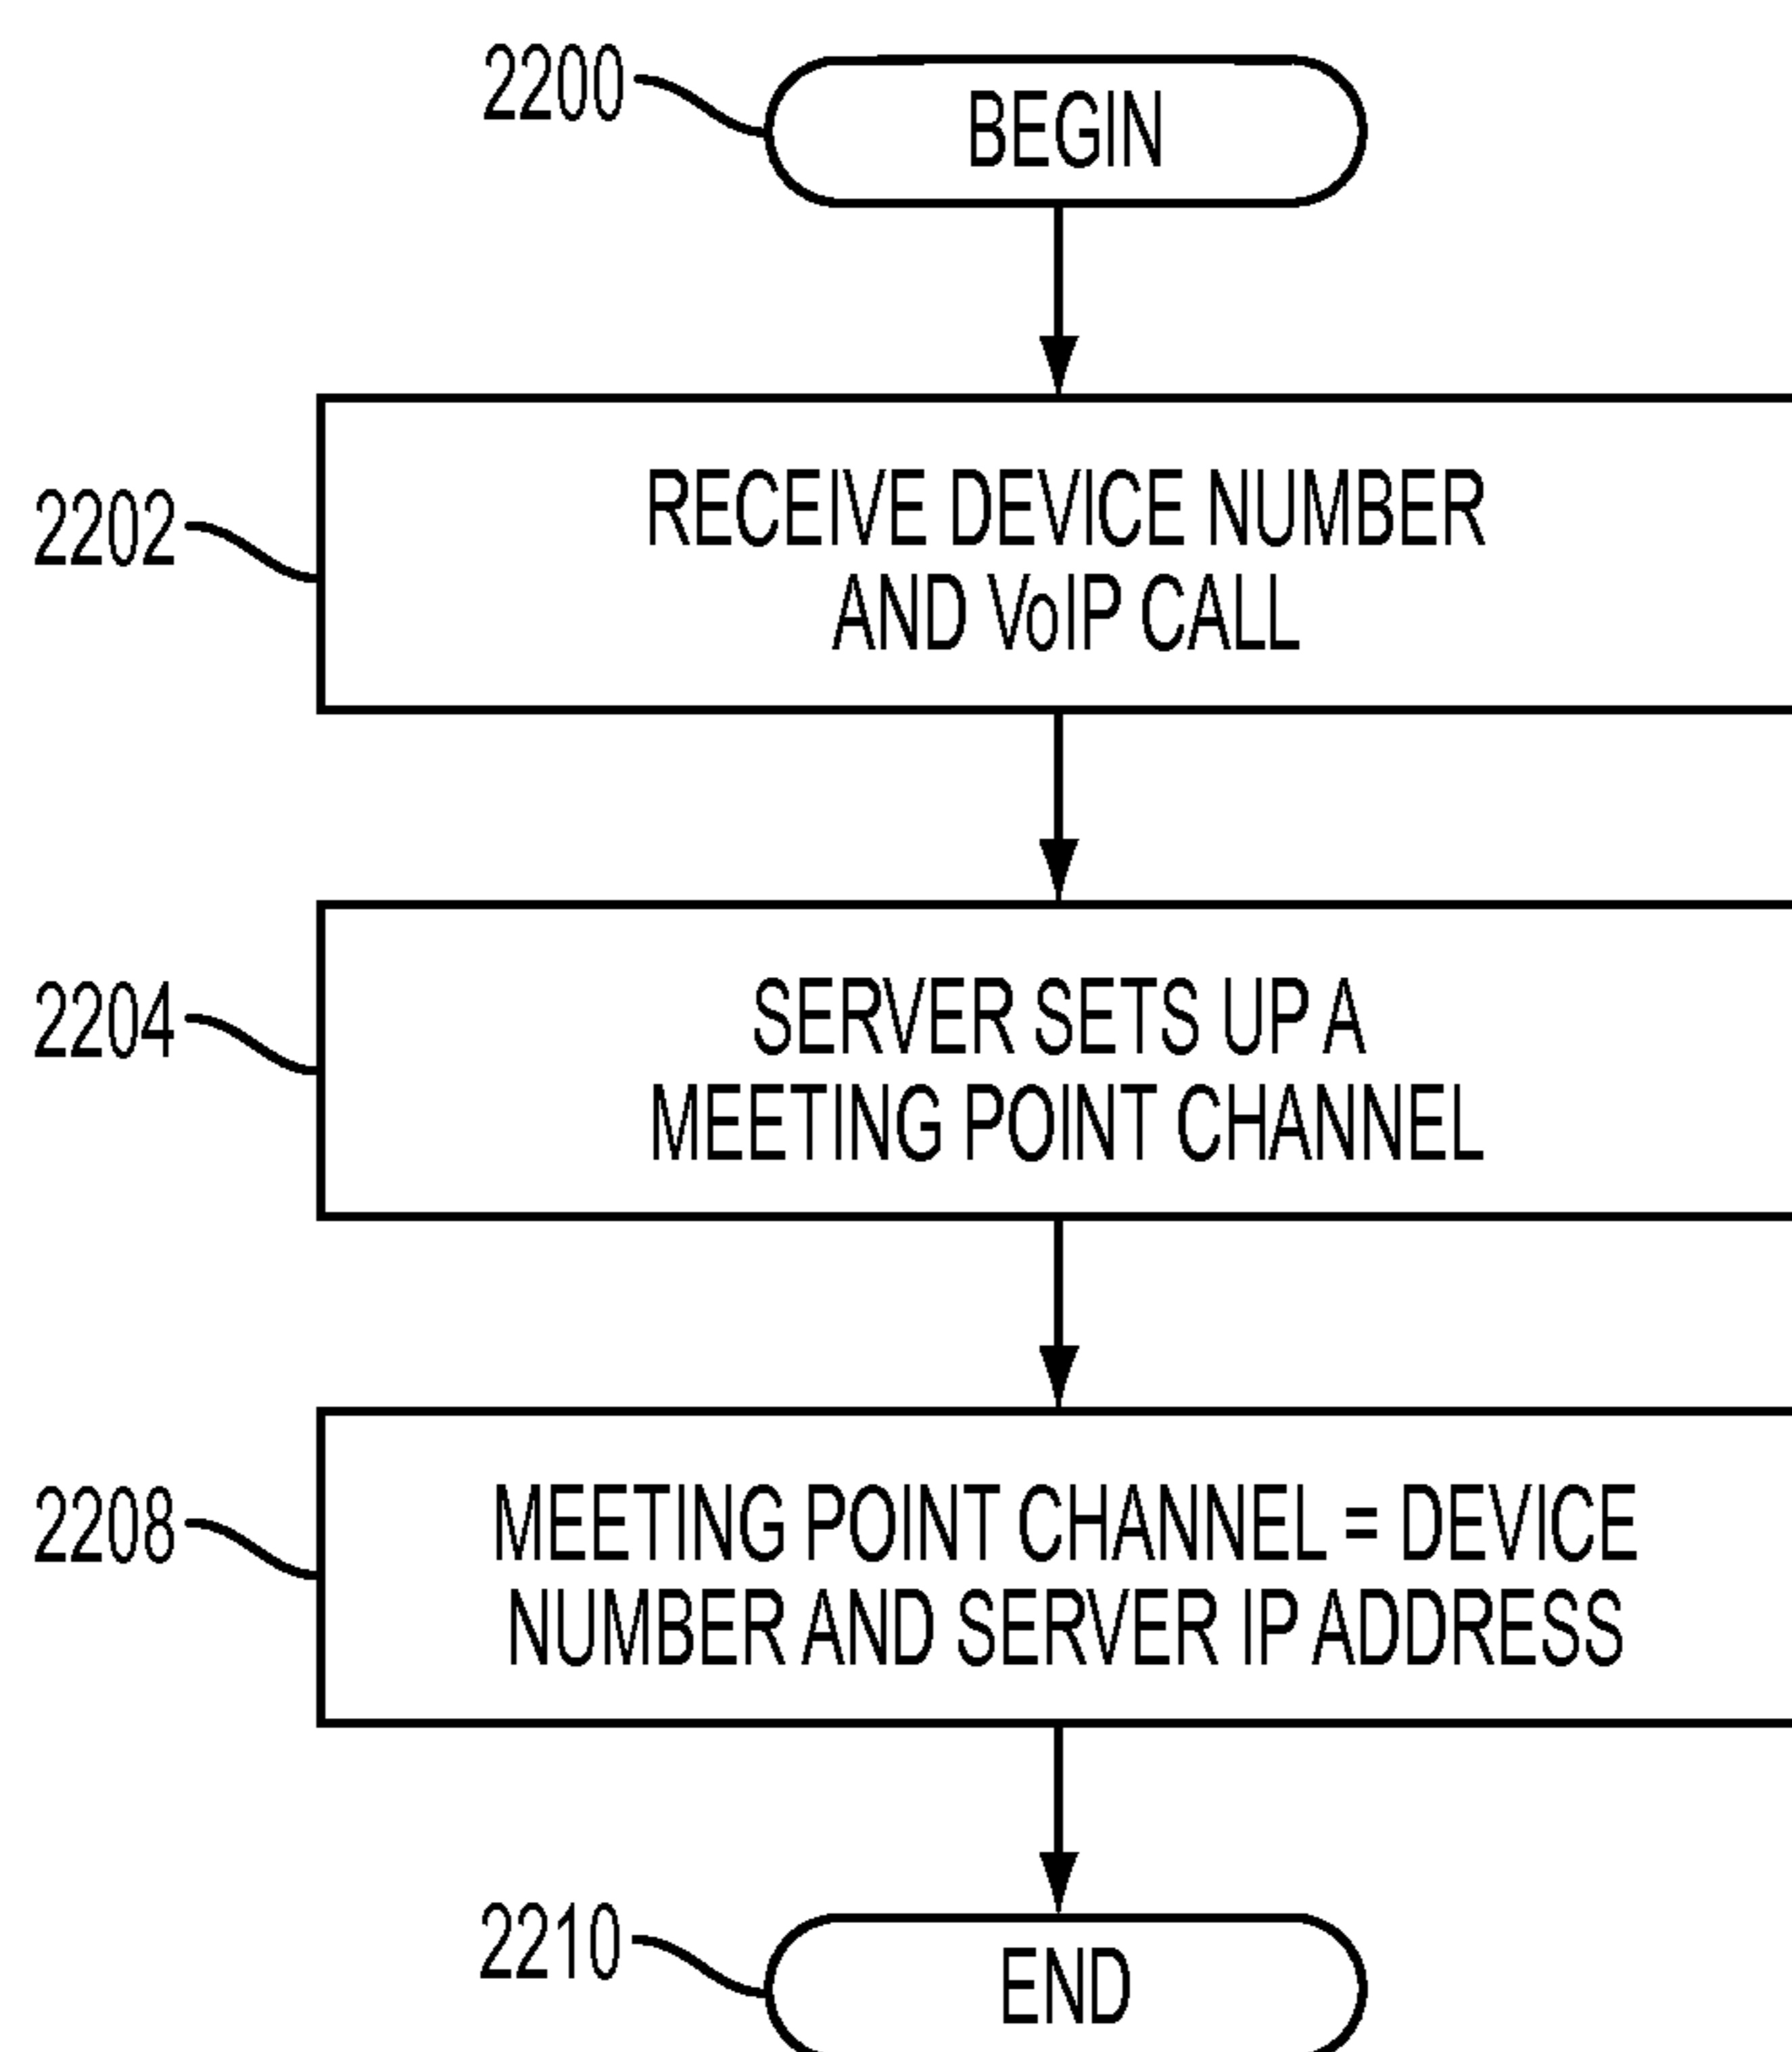 2200
BEGIN
2202
RECEIVE DEVICE NUMBER
AND VoIP CALL
2204
SERVER SETS UP A
MEETING POINT CHANNEL
2208
MEETING POINT CHANNEL = DEVICE
NUMBER AND SERVER IP ADDRESS
2210
END